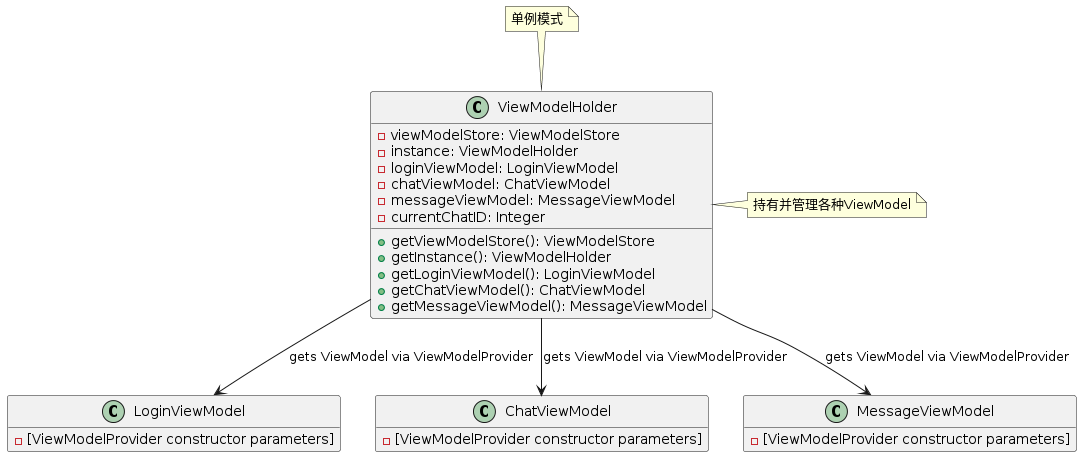 单例模式
C ViewModelHolder
viewModelStore: ViewModelStore
instance: ViewModelHolder
loginViewModel: LoginViewModel
chatViewModel: ChatViewModel
messageViewModel: MessageViewModel
currentChatID: Integer
getViewModelStore(): ViewModelStore
getInstance(): ViewModelHolder
getLoginViewModel(): LoginViewModel
getChatViewModel(): ChatViewModel
getMessageViewModel(): MessageViewModel
持有并管理各种ViewModel
gets ViewModel via ViewModelProvider
gets ViewModel via ViewModelProvider
gets ViewModel via ViewModelProvider
C LoginViewModel
[ViewModelProvider constructor parameters]
C ChatViewModel
[ViewModelProvider constructor parameters]
C MessageViewModel
[ViewModelProvider constructor parameters]